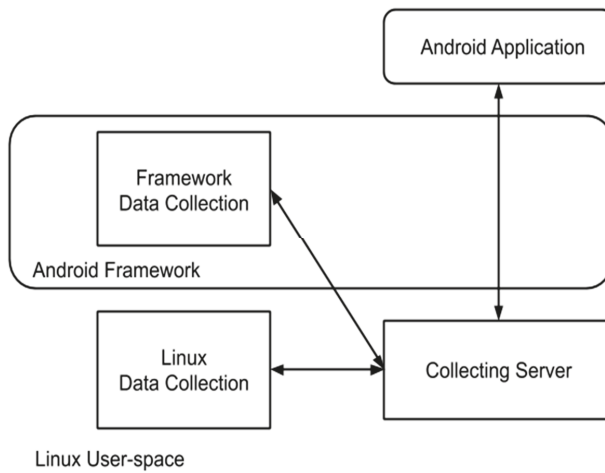 Android Application
Framework
Data Collection
Android Framework
Linux
Data Collection
Collecting Server
Linux User-space